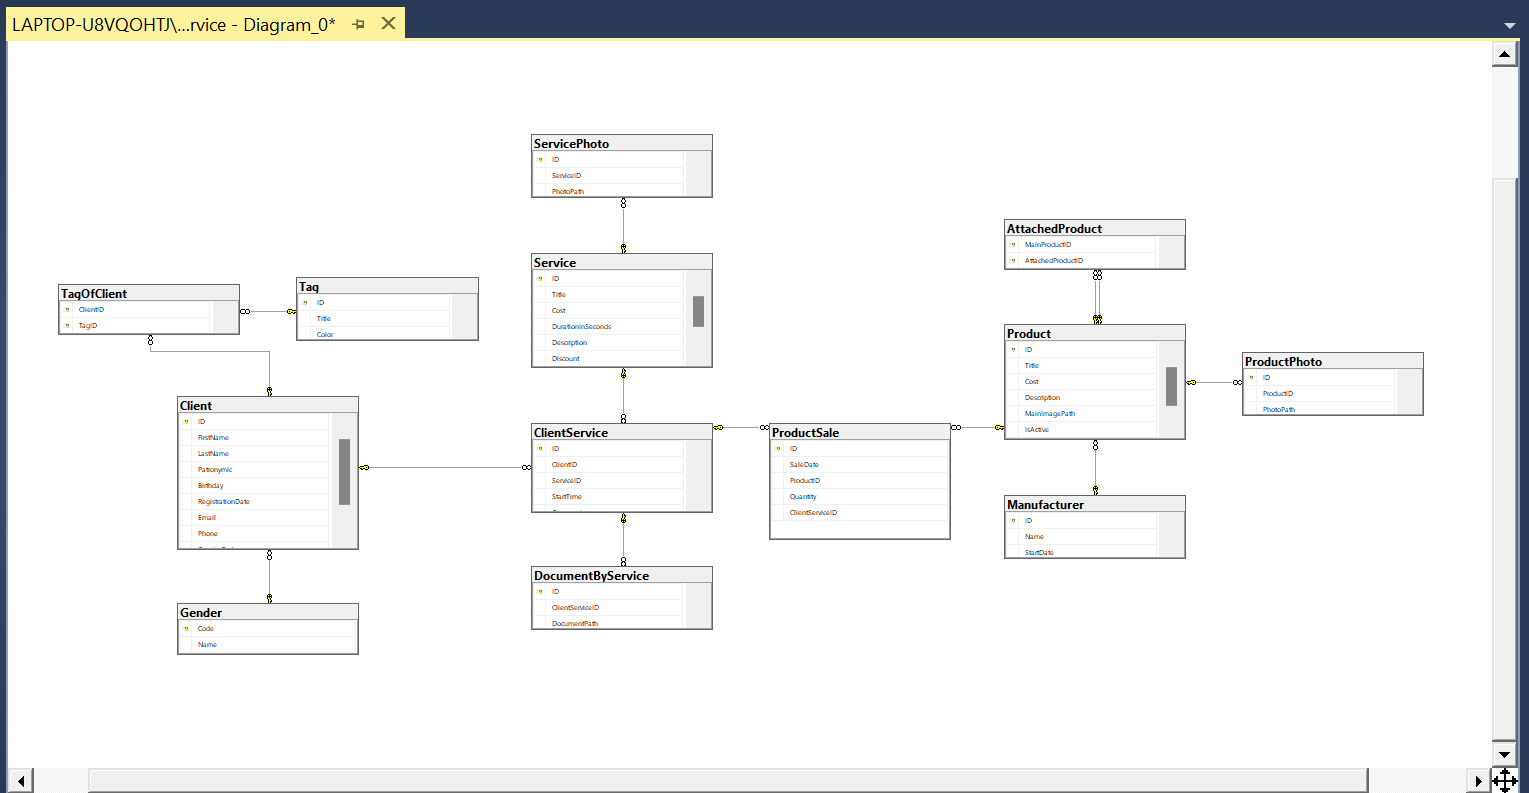 LAPTOP-U8VQOHTJ\...rvice - Diagram_0*
ServicePhoto
ID
ServiceID
PhotoPath
AttachedProduct
MainProductID
AttachedProductID
Service
ID
Title
Cost
DurationInSeconds
Description
Discount
TagOfClient
ClientID
TagID
Tag
ID
Title
Color
Product
ID
Title
Cost
Description
MainImagePath
IsActive
ProductPhoto
ID
ProductID
PhotoPath
Client
ID
FirstName
LastName
Patronymic
Birthday
RegistrationDate
Email
Phone
ClientService
ID
ClientID
ServiceID
StartTime
ProductSale
ID
SaleDate
ProductID
Quantity
ClientServiceID
Manufacturer
ID
Name
StartDate
DocumentByService
ID
ClientServiceID
DocumentPath
Gender
Code
Name